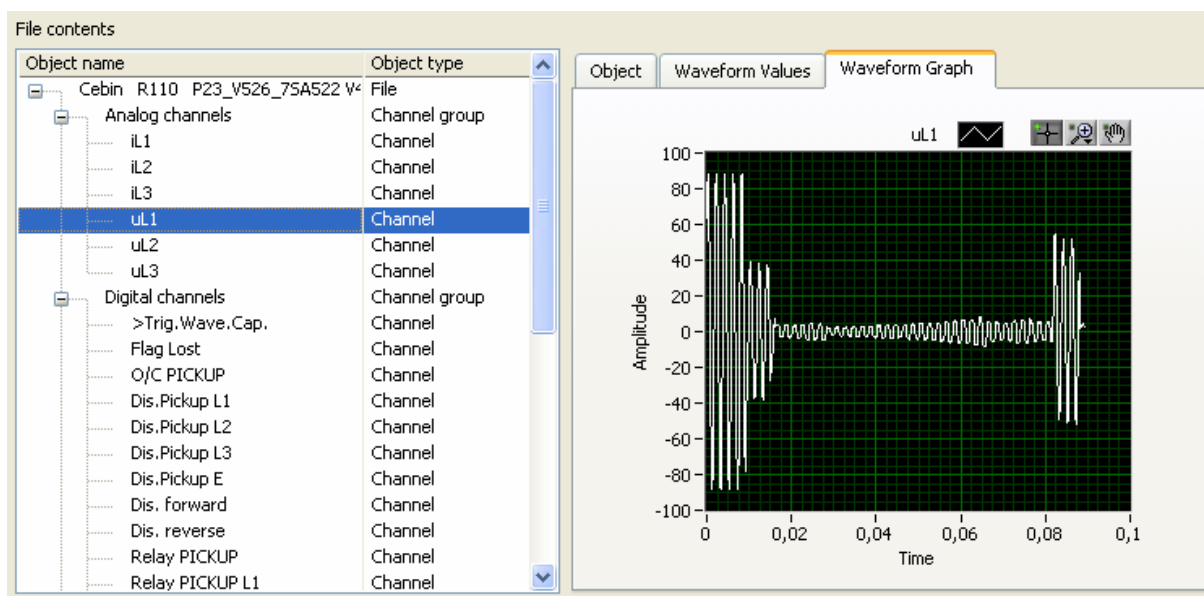 File contents
Object name Object type
Cebin R110 P23_V526_7SA522 V4 File
Analog channels Channel group
iL1 Channel
iL2 Channel
iL3 Channel
uL1 Channel
uL2 Channel
uL3 Channel
Digital channels Channel group
>Trig.Wave.Cap. Channel
Flag Lost Channel
O/C PICKUP Channel
Dis.Pickup L1 Channel
Dis.Pickup L2 Channel
Dis.Pickup L3 Channel
Dis.Pickup E Channel
Dis. forward Channel
Dis. reverse Channel
Relay PICKUP Channel
Relay PICKUP L1 Channel
Object Waveform Values Waveform Graph
uL1
100
80
60
40
20
0
-20
-40
-60
-80
-100
Amplitude
0 0,02 0,04 0,06 0,08 0,1
Time